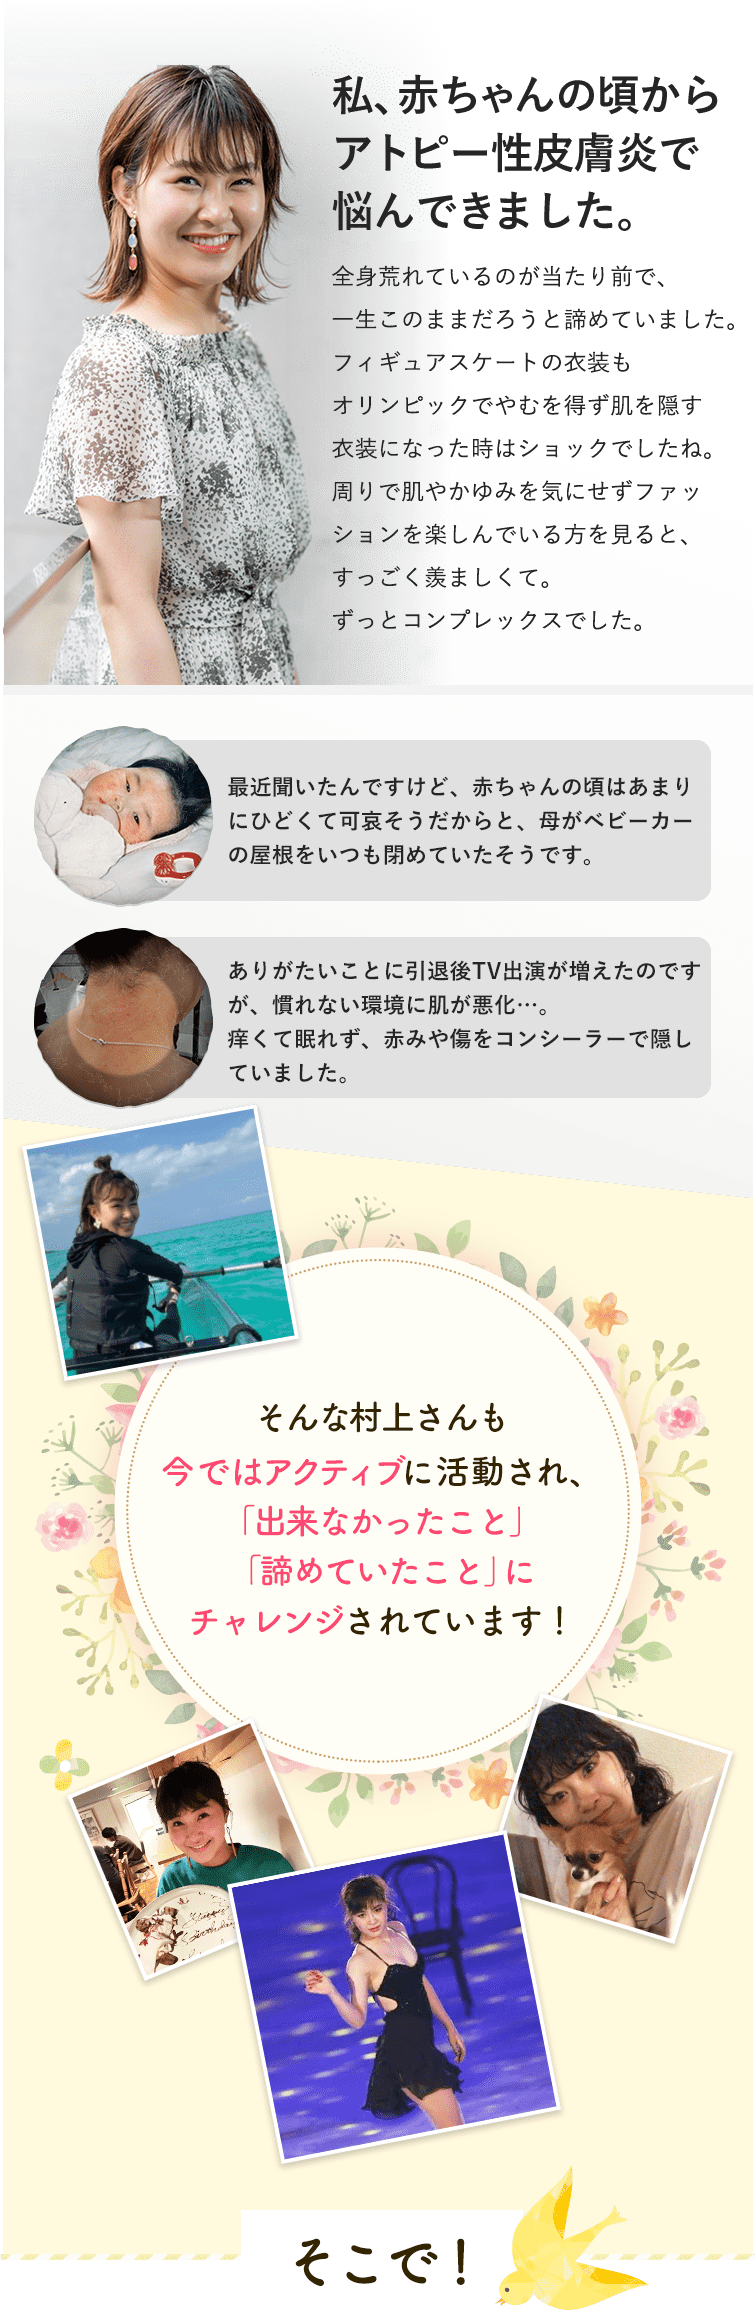 私、赤ちゃんの頃から
アトピー性皮膚炎で
悩んできました。
全身荒れているのが当たり前で、
一生このままだろうと諦めていました。
フィギュアスケートの衣装も
オリンピックでやむを得ず肌を隠す
衣装になった時はショックでしたね。
周りで肌やかゆみを気にせずファッ
ションを楽しんでいる方を見ると、
すっごく羨ましくて。
ずっとコンプレックスでした。
最近聞いたんですけど、赤ちゃんの頃はあまり
にひどくて可哀そうだからと、母がベビーカー
の屋根をいつも閉めていたそうです。
ありがたいことに引退後TV出演が増えたのです
が、慣れない環境に肌が悪化…。
痒くて眠れず、赤みや傷をコンシーラーで隠し
ていました。
そんな村上さんも
今ではアクティブに活動され、
「出来なかったこと」
「諦めていたこと」に
チャレンジされています！
そこで！